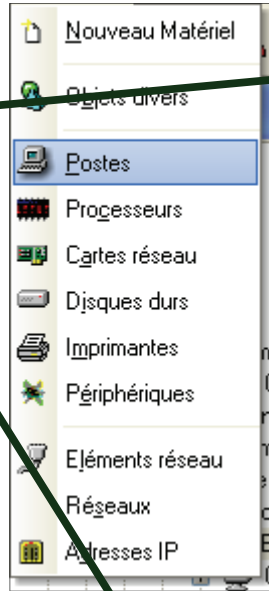 Nouveau Matériel
Objets divers
Postes
Processeurs
Cartes réseau
Disques durs
Imprimantes
Périphériques
Eléments réseau
Réseaux
Adresses IP